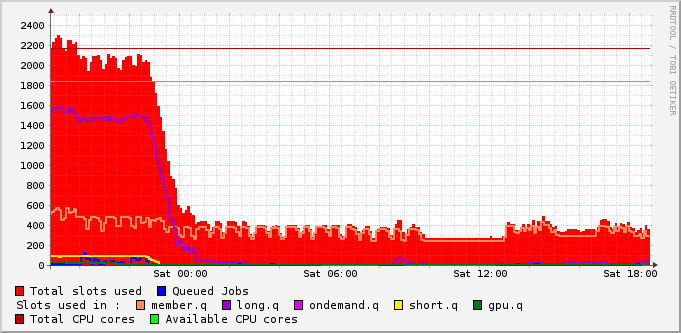 2400
2200
2000
1800
1600
1400
1200
1000
800
600
400
200
0
Sat 00:00 Sat 06:00 Sat 12:00 Sat 18:00
Total slots used Queued Jobs
Slots used in : member.q long.q ondemand.q short.q gpu.q
Total CPU cores Available CPU cores
RRDTOOL / TOBI OETIKER